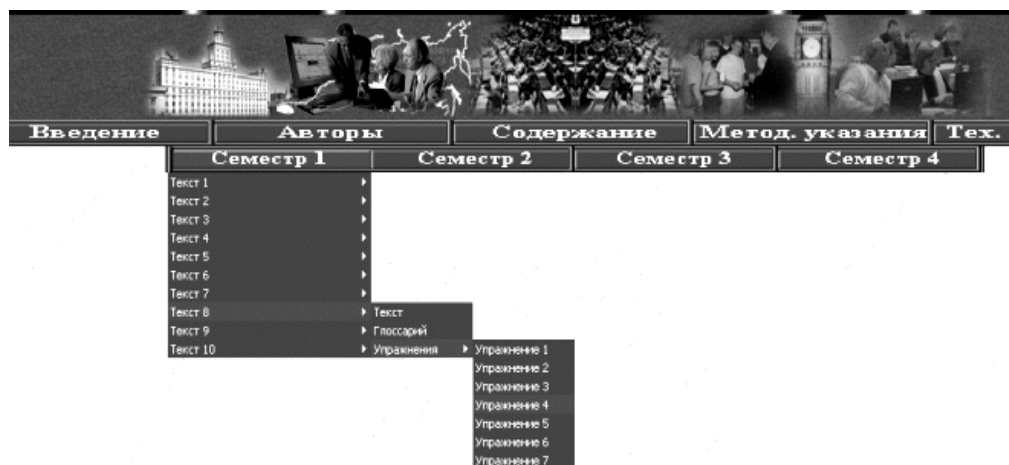 Введение Авторы Содержание Метод. указания Тех.
Семестр 1 Семестр 2 Семестр 3 Семестр 4
Текст 1
Текст 2
Текст 3
Текст 4
Текст 5
Текст 6
Текст 7
Текст 8 Текст
Текст 9 Глоссарий
Текст 10 Упражнения Упражнение 1
Упражнение 2
Упражнение 3
Упражнение 4
Упражнение 5
Упражнение 6
Упражнение 7